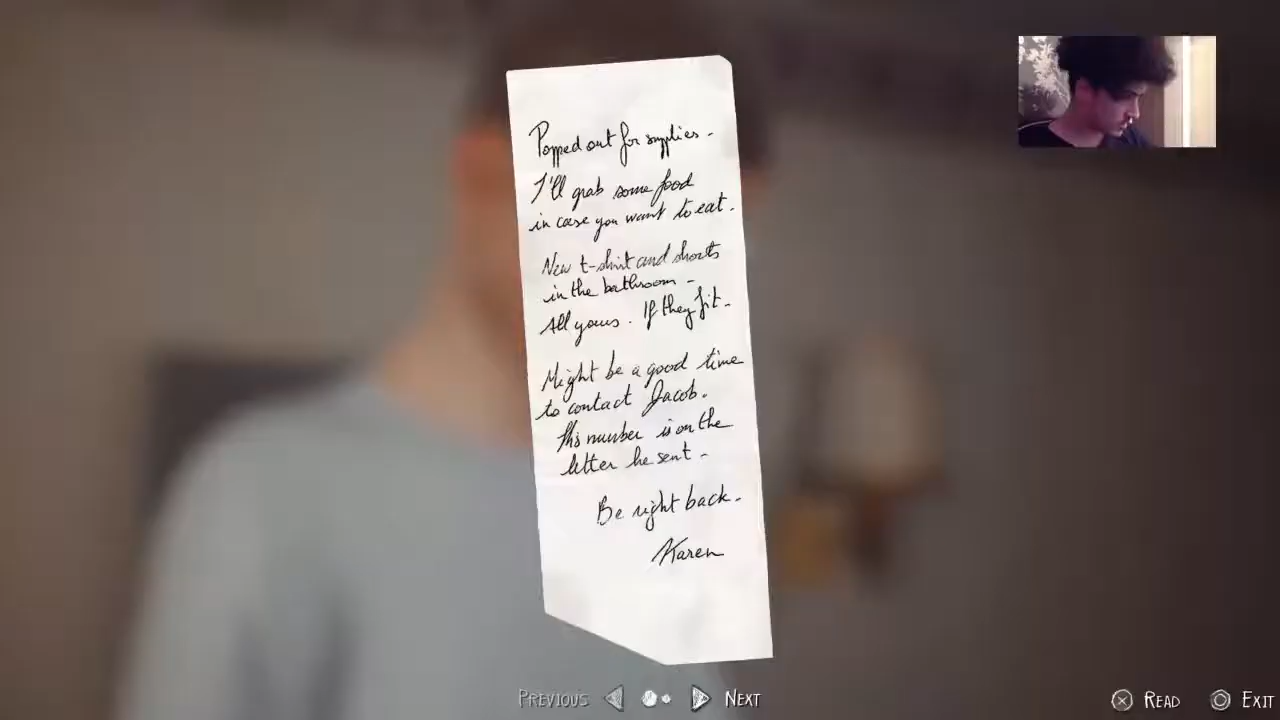 Popped out for supplies.
I'll grab some food
in case you want to eat.
New t-shirt and shorts
in the bathroom -
All yours. If they fit.
Might be a good time
to contact Jacob.
His number is on the
letter he sent.
Be right back.
Karen
PREVIOUS
NEXT
READ
EXIT